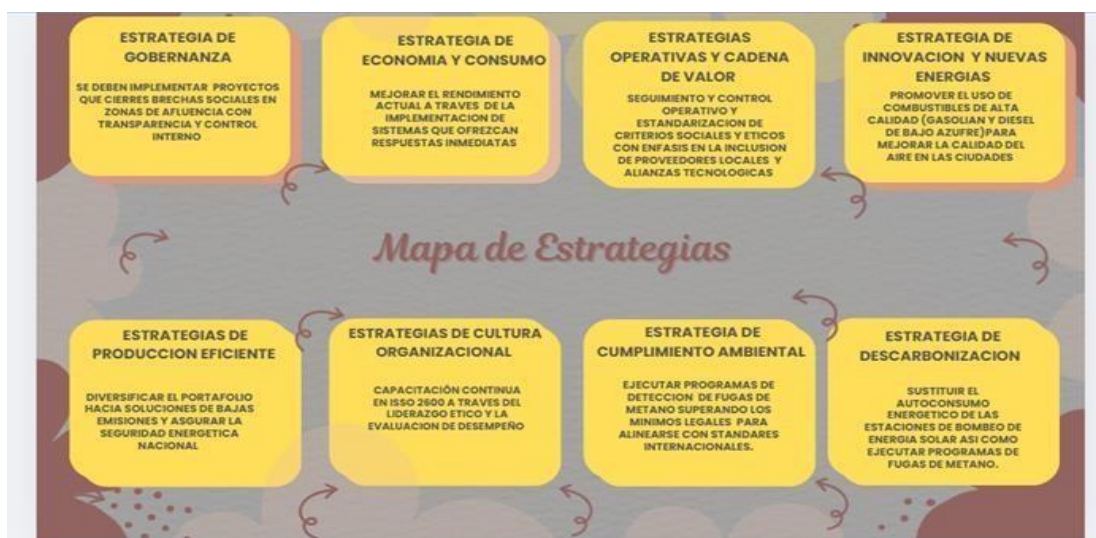 ESTRATEGIA DE
GOBERNANZA
SE DEBEN IMPLEMENTAR PROYECTOS
QUE CIERRES BRECHAS SOCIALES EN
ZONAS DE AFLUENCIA CON
TRANSPARENCIA Y CONTROL
INTERNO
ESTRATEGIA DE
ECONOMIA Y CONSUMO
MEJORAR EL RENDIMIENTO
ACTUAL A TRAVES DE LA
IMPLEMENTACION DE
SISTEMAS QUE OFREZCAN
RESPUESTAS INMEDIATAS
ESTRATEGIAS
OPERATIVAS Y CADENA
DE VALOR
SEGUIMIENTO Y CONTROL
OPERATIVO Y
ESTANDARIZACION DE
CRITERIOS SOCIALES Y ETICOS
CON ENFASIS EN LA INCLUSION
DE PROVEEDORES LOCALES Y
ALIANZAS TECNOLOGICAS
ESTRATEGIA DE
INNOVACION Y NUEVAS
ENERGIAS
PROMOVER EL USO DE
COMBUSTIBLES DE ALTA
CALIDAD (GASOLIAN Y DIESEL
DE BAJO AZUFRE)PARA
MEJORAR LA CALIDAD DEL
AIRE EN LAS CIUDADES
Mapa de Estrategias
ESTRATEGIAS DE
PRODUCCION EFICIENTE
DIVERSIFICAR EL PORTAFOLIO
HACIA SOLUCIONES DE BAJAS
EMISIONES Y ASGURAR LA
SEGURIDAD ENERGETICA
NACIONAL
ESTRATEGIAS DE CULTURA
ORGANIZACIONAL
CAPACITACIÓN CONTINUA
EN ISSO 2600 A TRAVES DEL
LIDERAZGO ETICO Y LA
EVALUACION DE DESEMPEÑO
ESTRATEGIA DE
CUMPLIMIENTO AMBIENTAL
EJECUTAR PROGRAMAS DE
DETECCION DE FUGAS DE
METANO SUPERANDO LOS
MINIMOS LEGALES PARA
ALINEARSE CON STANDARES
INTERNACIONALES.
ESTRATEGIA DE
DESCARBONIZACION
SUSTITUIR EL
AUTOCONSUMO
ENERGETICO DE LAS
ESTACIONES DE BOMBEO DE
ENERGIA SOLAR ASI COMO
EJECUTAR PROGRAMAS DE
FUGAS DE METANO.